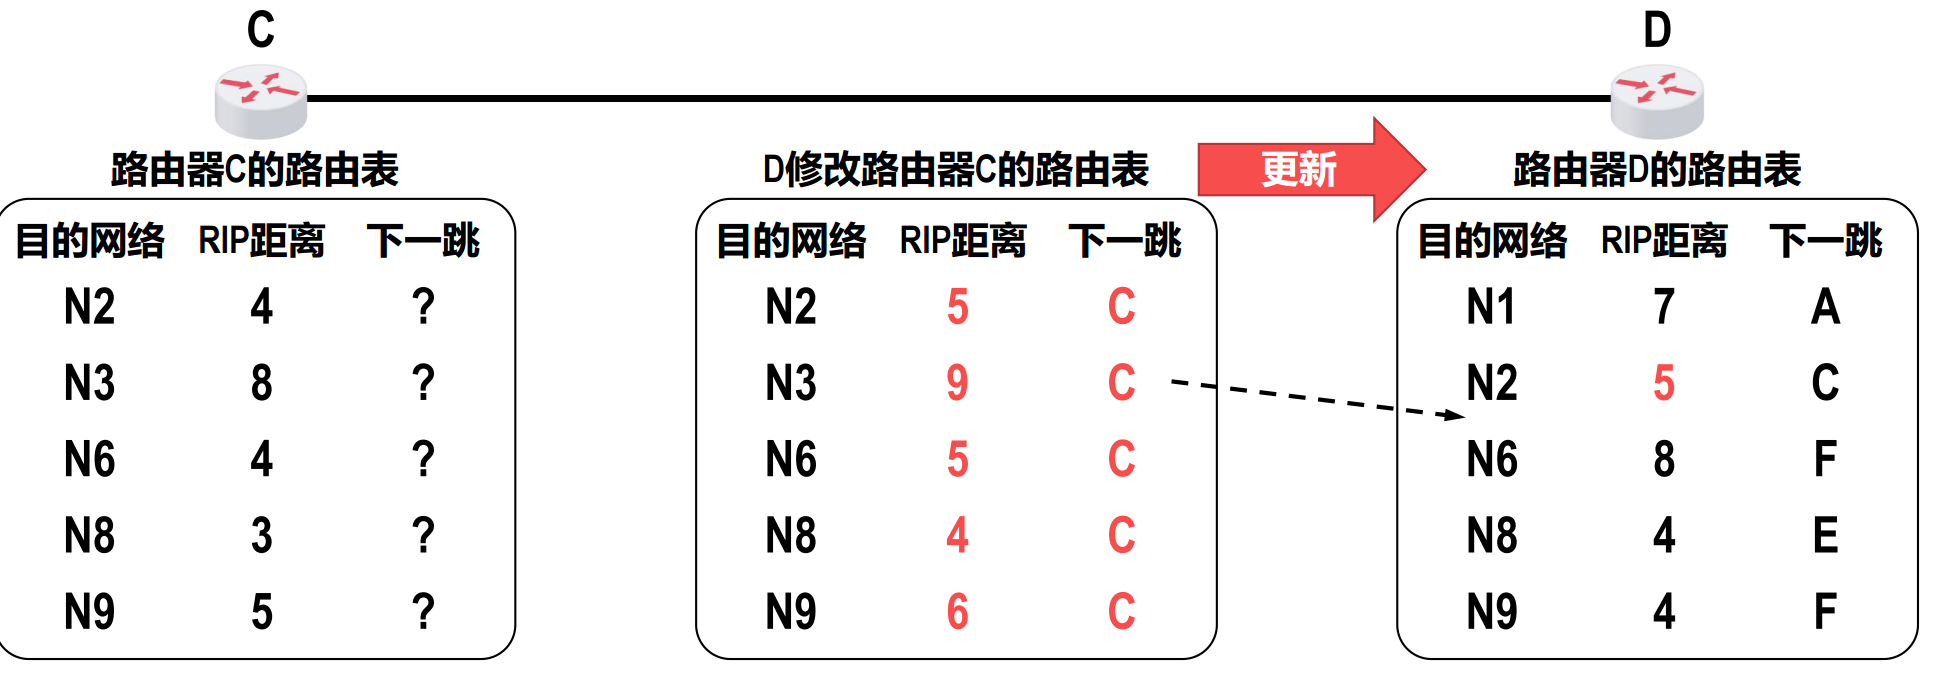 C
D
路由器C的路由表
D修改路由器C的路由表
更新
路由器D的路由表
目的网络 RIP距离 下一跳
N2 4 ?
N3 8 ?
N6 4 ?
N8 3 ?
N9 5 ?
目的网络 RIP距离 下一跳
N2 5 C
N3 9 C
N6 5 C
N8 4 C
N9 6 C
目的网络 RIP距离 下一跳
N1 7 A
N2 5 C
N6 8 F
N8 4 E
N9 4 F